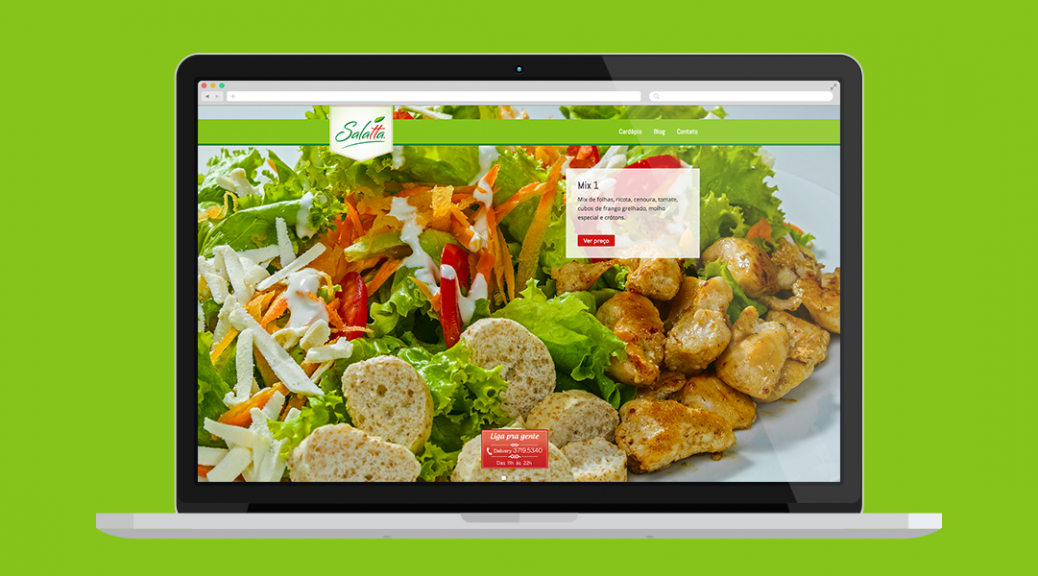 Salatta
Cardápio Blog Contato
Mix 1
Mix de folhas, ricota, cenoura, tomate,
cubos de frango grelhado, molho
especial e crótons.
Ver preço
Liga pra gente
Delivery 3719.5340
Das 11h às 22h